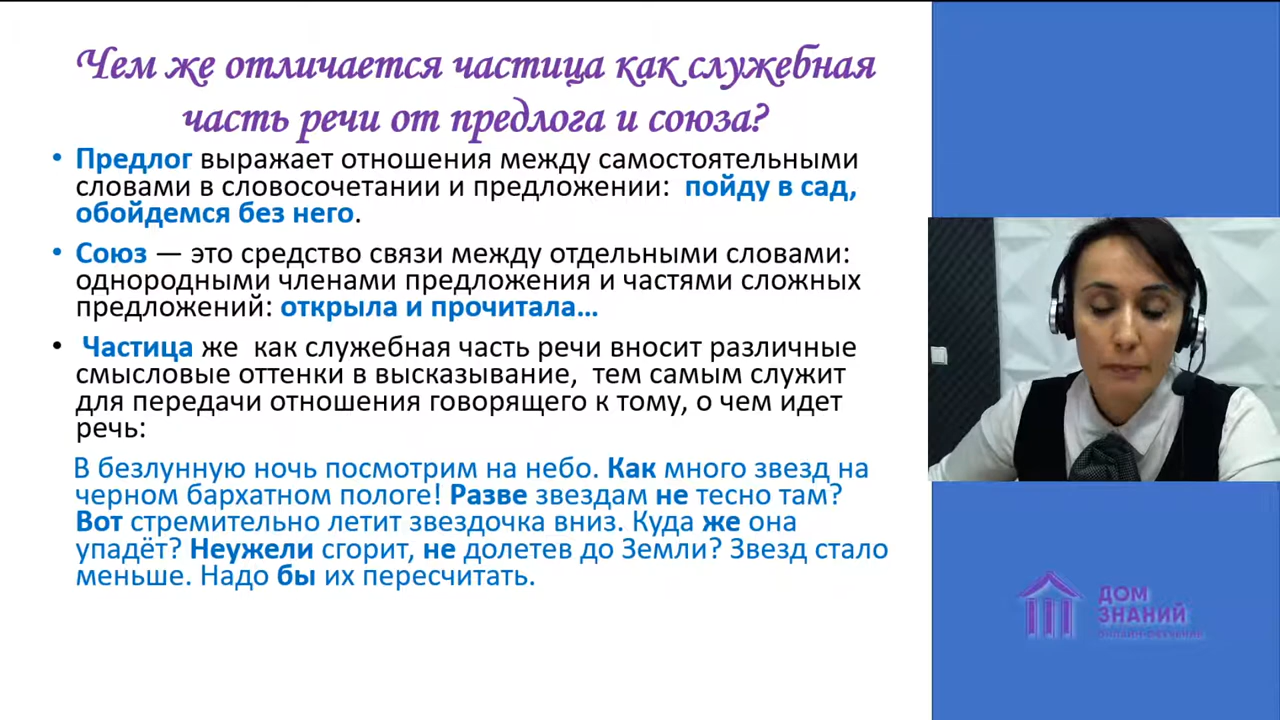 Чем же отличается частица как служебная
часть речи от предлога и союза?
• Предлог выражает отношения между самостоятельными
словами в словосочетании и предложении: пойду в сад,
обойдемся без него.
• Союз — это средство связи между отдельными словами:
однородными членами предложения и частями сложных
предложений: открыла и прочитала...
• Частица же как служебная часть речи вносит различные
смысловые оттенки в высказывание, тем самым служит
для передачи отношения говорящего к тому, о чем идет
речь:
В безлунную ночь посмотрим на небо. Как много звезд на
черном бархатном пологе! Разве звездам не тесно там?
Вот стремительно летит звездочка вниз. Куда же она
упадёт? Неужели сгорит, не долетев до Земли? Звезд стало
меньше. Надо бы их пересчитать.
ДОМ
ЗНАНИЙ
ОНЛАЙН-ОБУЧЕНИЕ